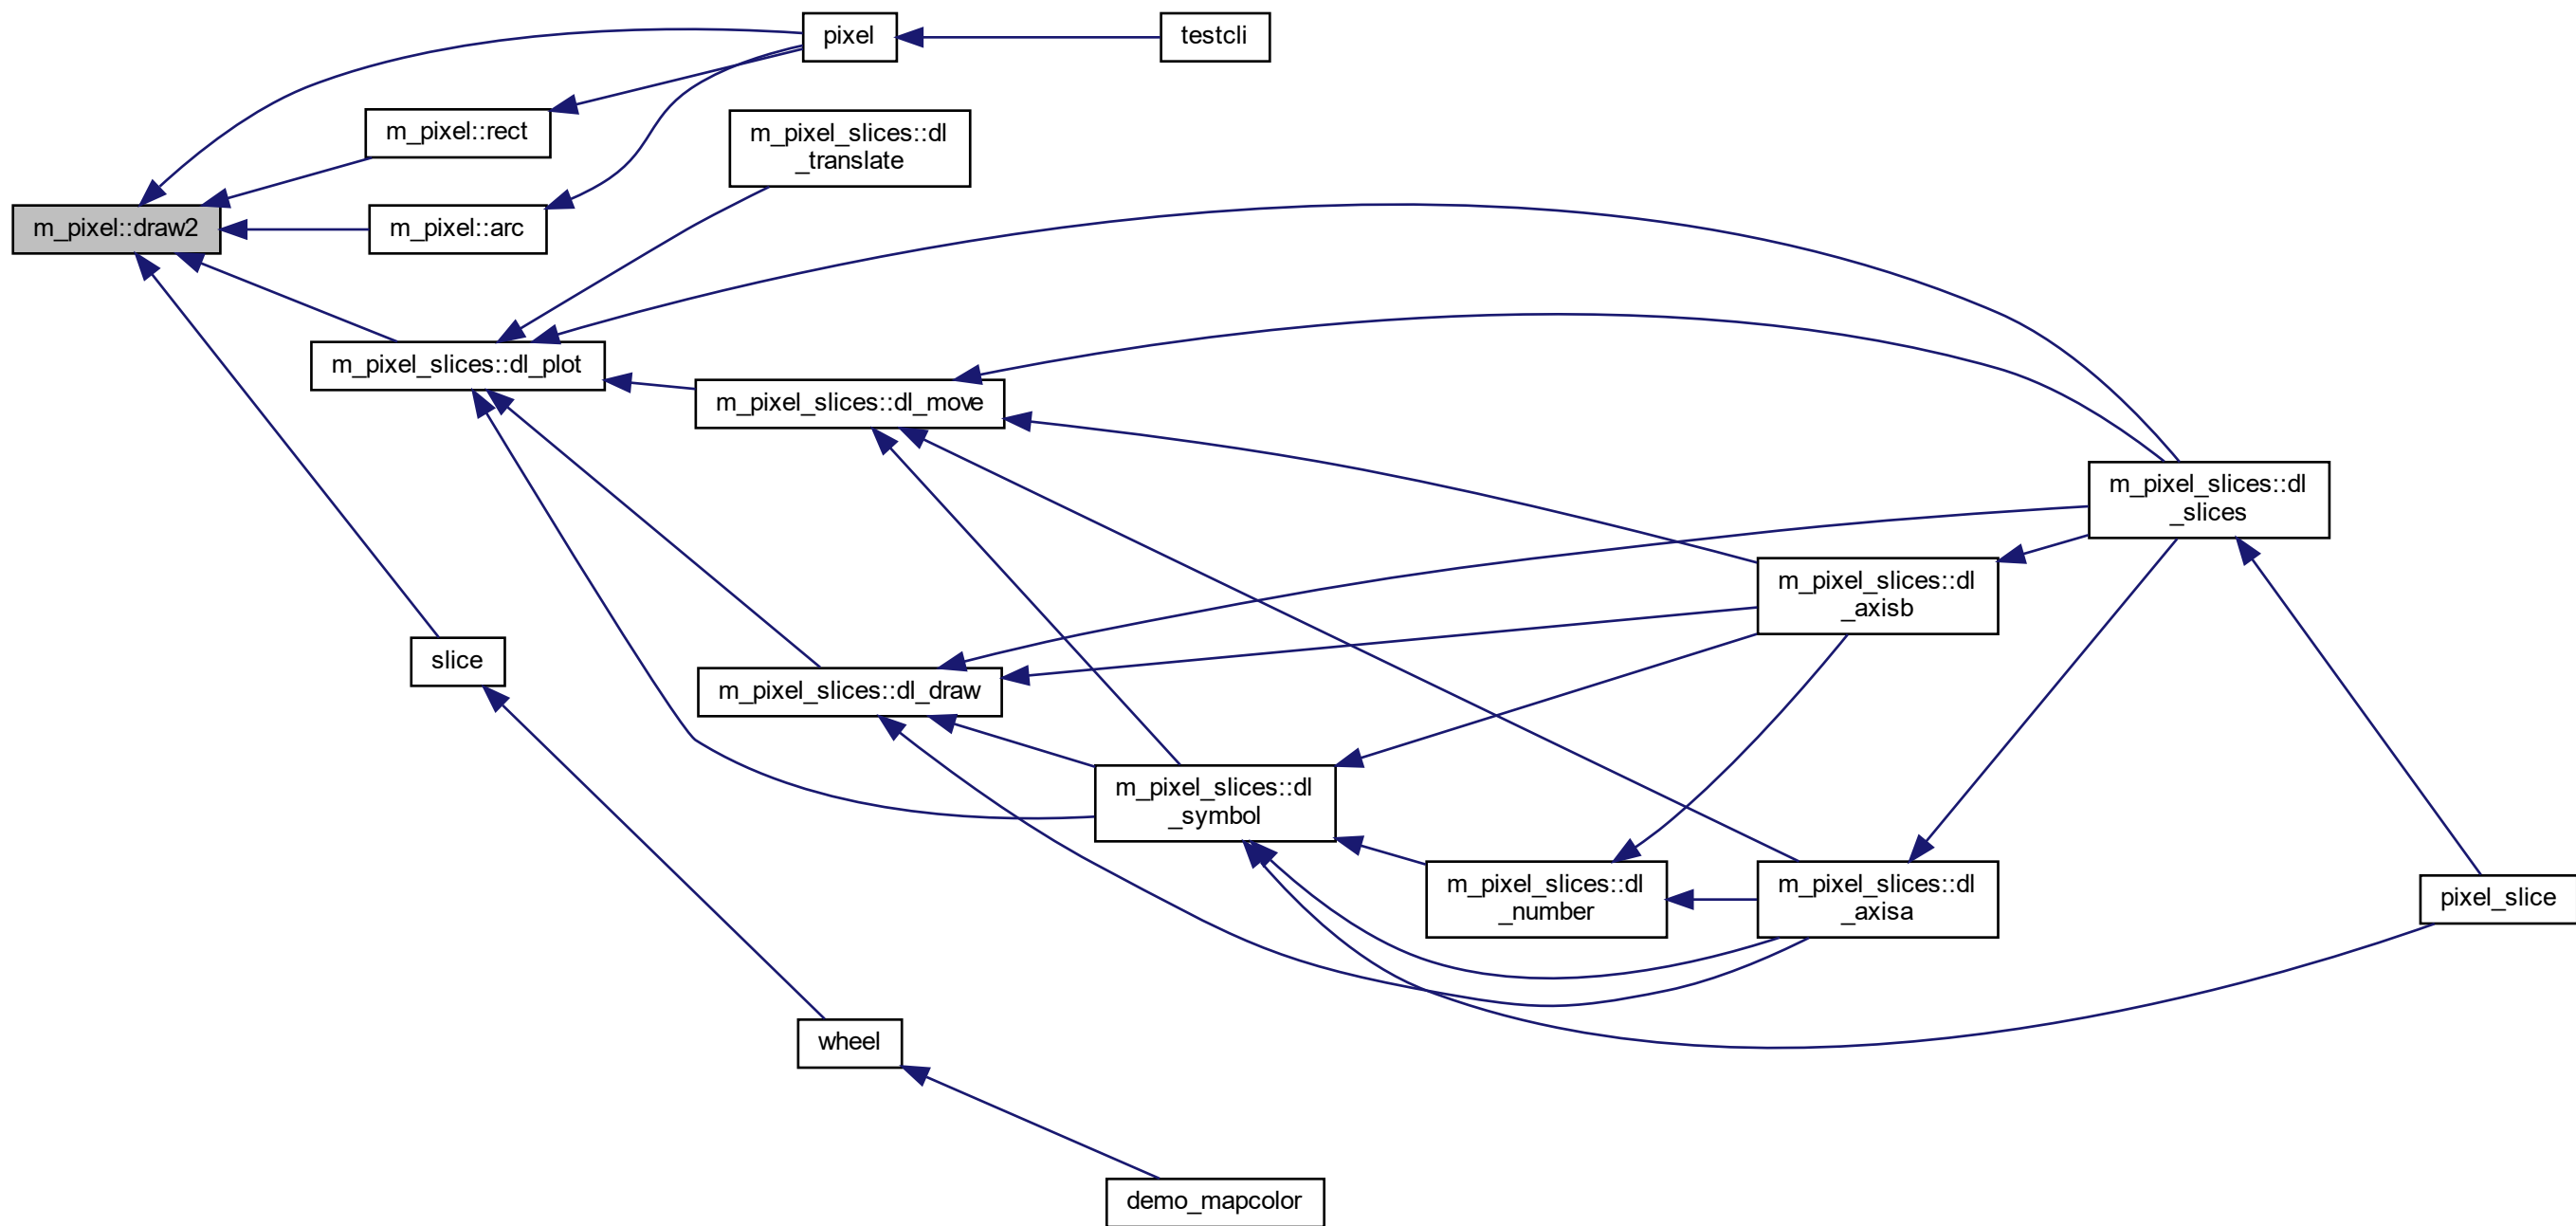 pixel
testcli
m_pixel::rect
m_pixel_slices::dl
_translate
m_pixel::draw2
m_pixel::arc
m_pixel_slices::dl_plot
m_pixel_slices::dl_move
m_pixel_slices::dl
_slices
m_pixel_slices::dl
_axisb
slice
m_pixel_slices::dl_draw
m_pixel_slices::dl
_symbol
m_pixel_slices::dl
_number
m_pixel_slices::dl
_axisa
pixel_slice
wheel
demo_mapcolor